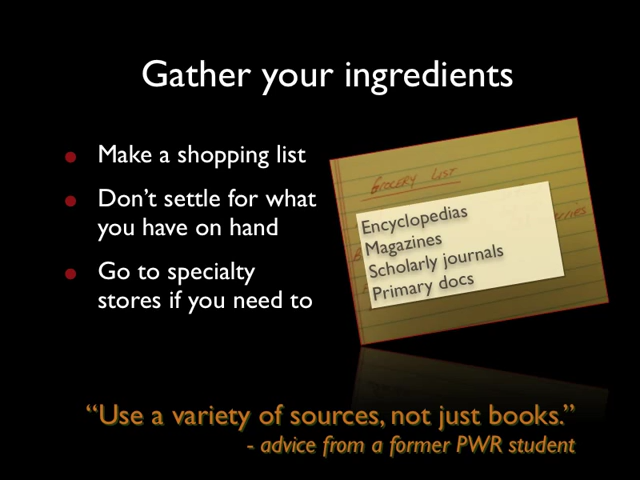 Gather your ingredients
Make a shopping list
Don't settle for what
you have on hand
Go to specialty
stores if you need to
GROCERY LIST
Encyclopedias
Magazines
Scholarly journals
Primary docs
“Use a variety of sources, not just books.”
- advice from a former PWR student